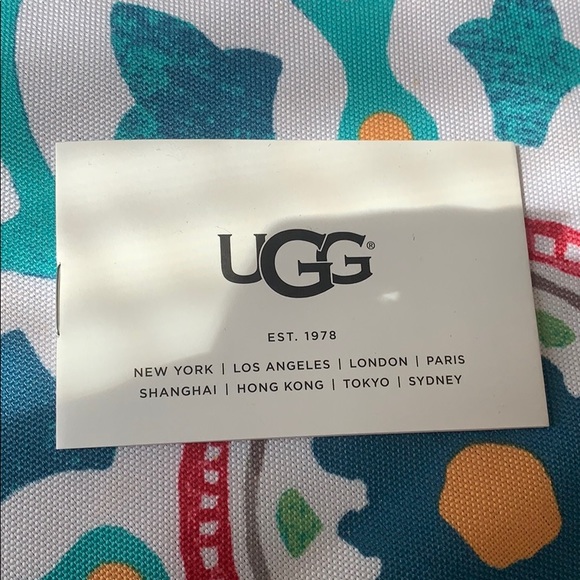 UGG®
EST. 1978
NEW YORK | LOS ANGELES | LONDON | PARIS
SHANGHAI | HONG KONG | TOKYO | SYDNEY